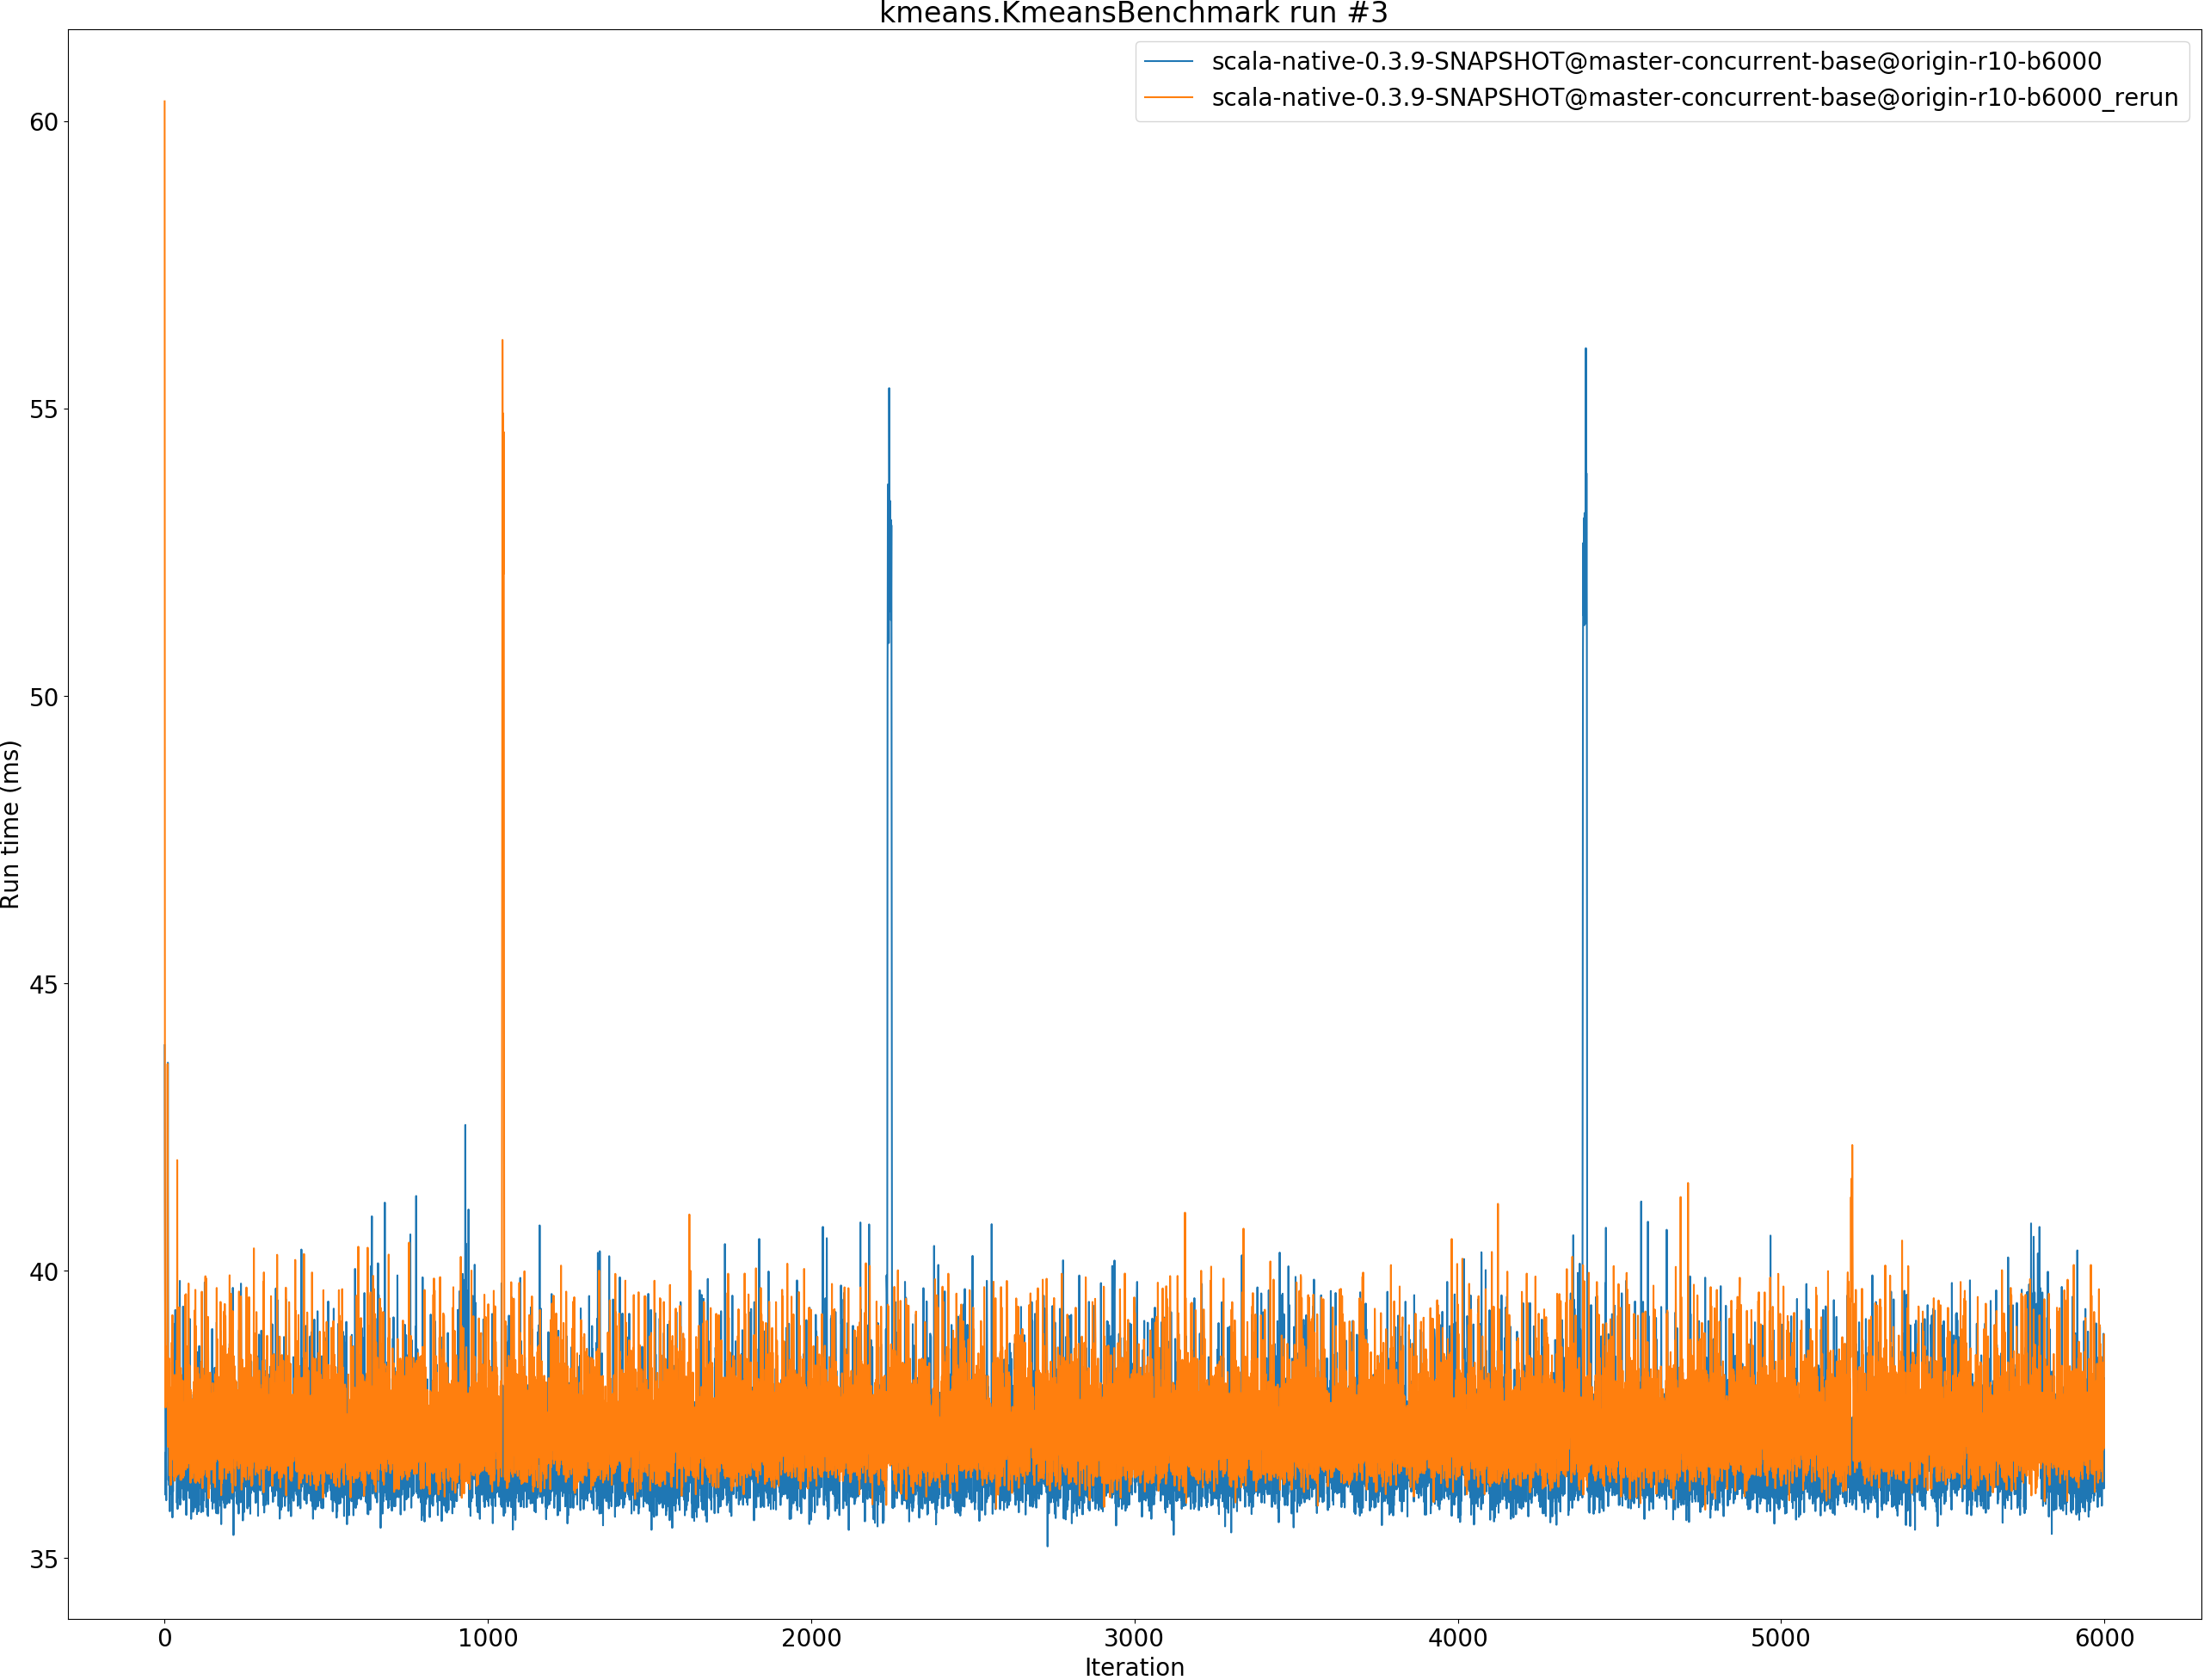 kmeans.KmeansBenchmark run #3
scala-native-0.3.9-SNAPSHOT@master-concurrent-base@origin-r10-b6000
scala-native-0.3.9-SNAPSHOT@master-concurrent-base@origin-r10-b6000_rerun
60
55
50
45
40
35
Run time (ms)
0 1000 2000 3000 4000 5000 6000
Iteration